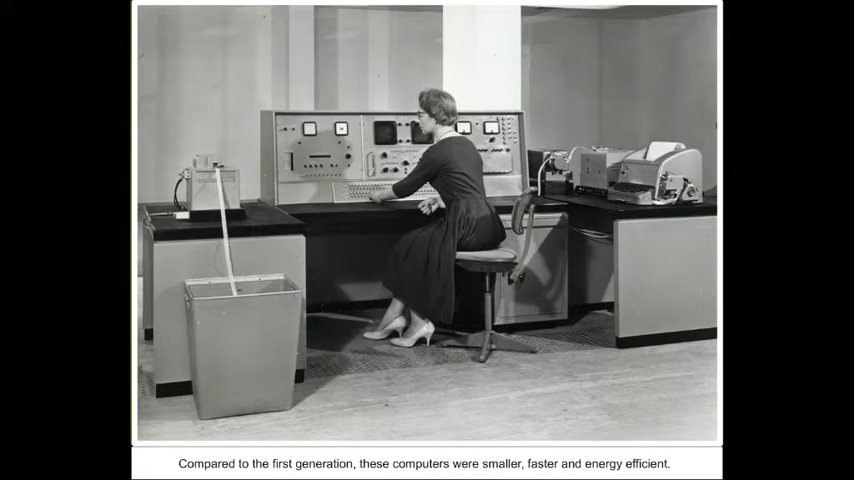 Compared to the first generation, these computers were smaller, faster and energy efficient.